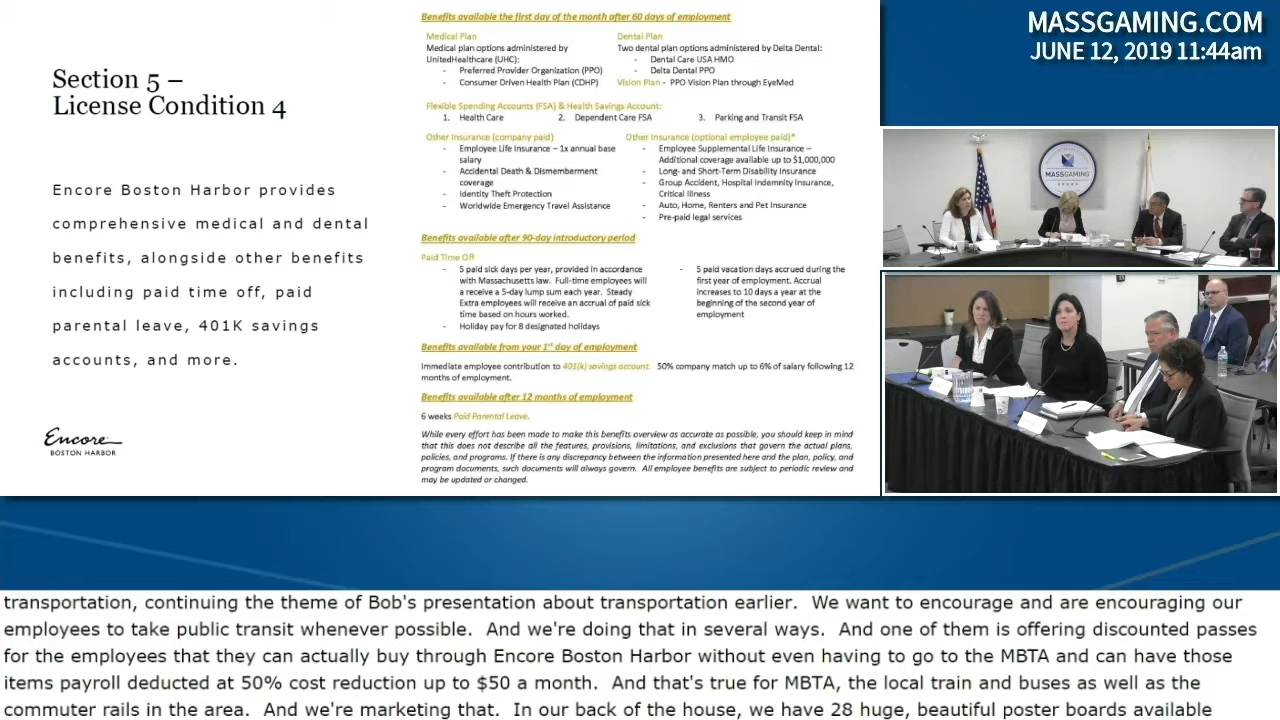 MASSGAMING.COM
JUNE 12, 2019 11:44am
Section 5 –
License Condition 4
Encore Boston Harbor provides
comprehensive medical and dental
benefits, alongside other benefits
including paid time off, paid
parental leave, 401K savings
accounts, and more.
Encore
BOSTON HARBOR
Benefits available the first day of the month after 60 days of employment
Medical Plan
Medical plan options administered by
UnitedHealthcare (UHC):
- Preferred Provider Organization (PPO)
- Consumer Driven Health Plan (CDHP)
Dental Plan
Two dental plan options administered by Delta Dental:
- Dental Care USA HMO
- Delta Dental PPO
Vision Plan - PPO Vision Plan through EyeMed
Flexible Spending Accounts (FSA) & Health Savings Account:
1. Health Care 2. Dependent Care FSA 3. Parking and Transit FSA
Other Insurance (company paid)
- Employee Life Insurance – 1x annual base
salary
- Accidental Death & Dismemberment
coverage
- Identity Theft Protection
- Worldwide Emergency Travel Assistance
Other Insurance (optional employee paid)*
- Employee Supplemental Life Insurance –
Additional coverage available up to $1,000,000
- Long- and Short-Term Disability Insurance
- Group Accident, Hospital Indemnity Insurance,
Critical Illness
- Auto, Home, Renters and Pet Insurance
- Pre-paid legal services
Benefits available after 90-day introductory period
Paid Time Off
- 5 paid sick days per year, provided in accordance
with Massachusetts law. Full-time employees will
a receive a 5-day lump sum each year. Steady
Extra employees will receive an accrual of paid sick
time based on hours worked.
- Holiday pay for 8 designated holidays
- 5 paid vacation days accrued during the
first year of employment. Accrual
increases to 10 days a year at the
beginning of the second year of
employment
Benefits available from your 1st day of employment
Immediate employee contribution to 401(k) savings account. 50% company match up to 6% of salary following 12
months of employment.
Benefits available after 12 months of employment
6 weeks Paid Parental Leave.
While every effort has been made to make this benefits overview as accurate as possible, you should keep in mind
that this does not describe all the features, provisions, limitations, and exclusions that govern the actual plans,
policies, and programs. If there is any discrepancy between the information presented here and the plan, policy, and
program documents, such documents will always govern. All employee benefits are subject to periodic review and
may be updated or changed.
MASSGAMING
transportation, continuing the theme of Bob's presentation about transportation earlier. We want to encourage and are encouraging our
employees to take public transit whenever possible. And we're doing that in several ways. And one of them is offering discounted passes
for the employees that they can actually buy through Encore Boston Harbor without even having to go to the MBTA and can have those
items payroll deducted at 50% cost reduction up to $50 a month. And that's true for MBTA, the local train and buses as well as the
commuter rails in the area. And we're marketing that. In our back of the house, we have 28 huge, beautiful poster boards available